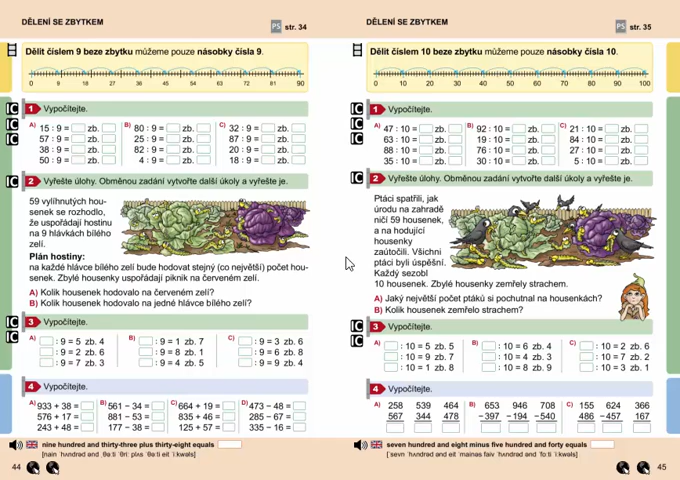 DĚLENÍ SE ZBYTKEM
PS str. 34
Dělit číslem 9 beze zbytku můžeme pouze násobky čísla 9.
0 9 18 27 36 45 54 63 72 81 90
1 Vypočítejte.
A) 15 : 9 = zb. B) 80 : 9 = zb. C) 32 : 9 = zb.
57 : 9 = zb. 25 : 9 = zb. 87 : 9 = zb.
38 : 9 = zb. 82 : 9 = zb. 20 : 9 = zb.
50 : 9 = zb. 4 : 9 = zb. 18 : 9 = zb.
2 Vyřešte úlohy. Obměnou zadání vytvořte další úkoly a vyřešte je.
59 vylíhnutých hou-
senek se rozhodlo,
že uspořádají hostinu
na 9 hlávkách bílého
zelí.
Plán hostiny:
na každé hlávce bílého zelí bude hodovat stejný (co největší) počet hou-
senek. Zbylé housenky uspořádají piknik na červeném zelí.
A) Kolik housenek hodovalo na červeném zelí?
B) Kolik housenek hodovalo na jedné hlávce bílého zelí?
3 Vypočítejte.
A) : 9 = 5 zb. 4 B) : 9 = 1 zb. 7 C) : 9 = 3 zb. 6
: 9 = 2 zb. 6 : 9 = 8 zb. 1 : 9 = 6 zb. 8
: 9 = 7 zb. 3 : 9 = 4 zb. 5 : 9 = 9 zb. 4
4 Vypočítejte.
A) 933 + 38 = B) 561 − 34 = C) 664 + 19 = D) 473 − 48 =
576 + 17 = 881 − 53 = 835 + 46 = 285 − 67 =
243 + 48 = 177 − 38 = 125 + 57 = 335 − 16 =
nine hundred and thirty-three plus thirty-eight equals
44
DĚLENÍ SE ZBYTKEM
PS str. 35
Dělit číslem 10 beze zbytku můžeme pouze násobky čísla 10.
0 10 20 30 40 50 60 70 80 90 100
1 Vypočítejte.
A) 47 : 10 = zb. B) 92 : 10 = zb. C) 21 : 10 = zb.
63 : 10 = zb. 19 : 10 = zb. 84 : 10 = zb.
88 : 10 = zb. 76 : 10 = zb. 27 : 10 = zb.
35 : 10 = zb. 30 : 10 = zb. 5 : 10 = zb.
2 Vyřešte úlohy. Obměnou zadání vytvořte další úkoly a vyřešte je.
Ptáci spatřili, jak
úrodu na zahradě
ničí 59 housenek,
a na hodující
housenky
zaútočili. Všichni
ptáci byli úspěšní.
Každý sezobl
10 housenek. Zbylé housenky zemřely strachem.
A) Jaký největší počet ptáků si pochutnal na housenkách?
B) Kolik housenek zemřelo strachem?
3 Vypočítejte.
A) : 10 = 5 zb. 5 B) : 10 = 6 zb. 4 C) : 10 = 2 zb. 6
: 10 = 9 zb. 7 : 10 = 4 zb. 3 : 10 = 7 zb. 2
: 10 = 1 zb. 8 : 10 = 8 zb. 9 : 10 = 3 zb. 1
4 Vypočítejte.
A) 258 539 464 B) 653 946 708 C) 155 624 366
567 344 478 −397 −194 −540 486 −457 167
seven hundred and eight minus five hundred and forty equals
45